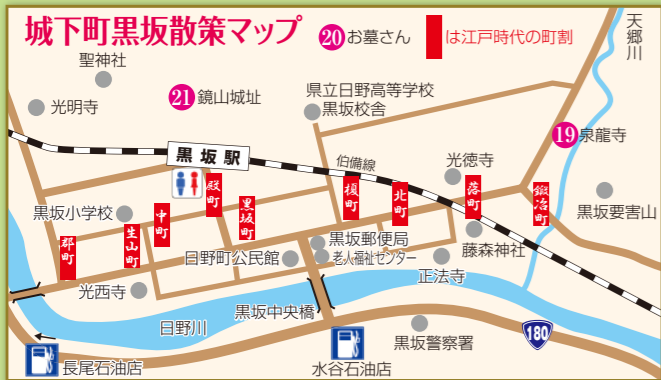 城下町黒坂散策マップ
20 お墓さん
は江戸時代の町割
天郷川
聖神社
21 鏡山城址
県立日野高等学校
黒坂校舎
光明寺
19 泉龍寺
黒坂駅
伯備線
光徳寺
殿町
黒坂町
榎町
北町
落町
鍛冶町
黒坂要害山
黒坂小学校
中町
生山町
郡町
黒坂郵便局
老人福祉センター
藤森神社
日野町公民館
正法寺
光西寺
日野川
黒坂中央橋
180
黒坂警察署
長尾石油店
水谷石油店